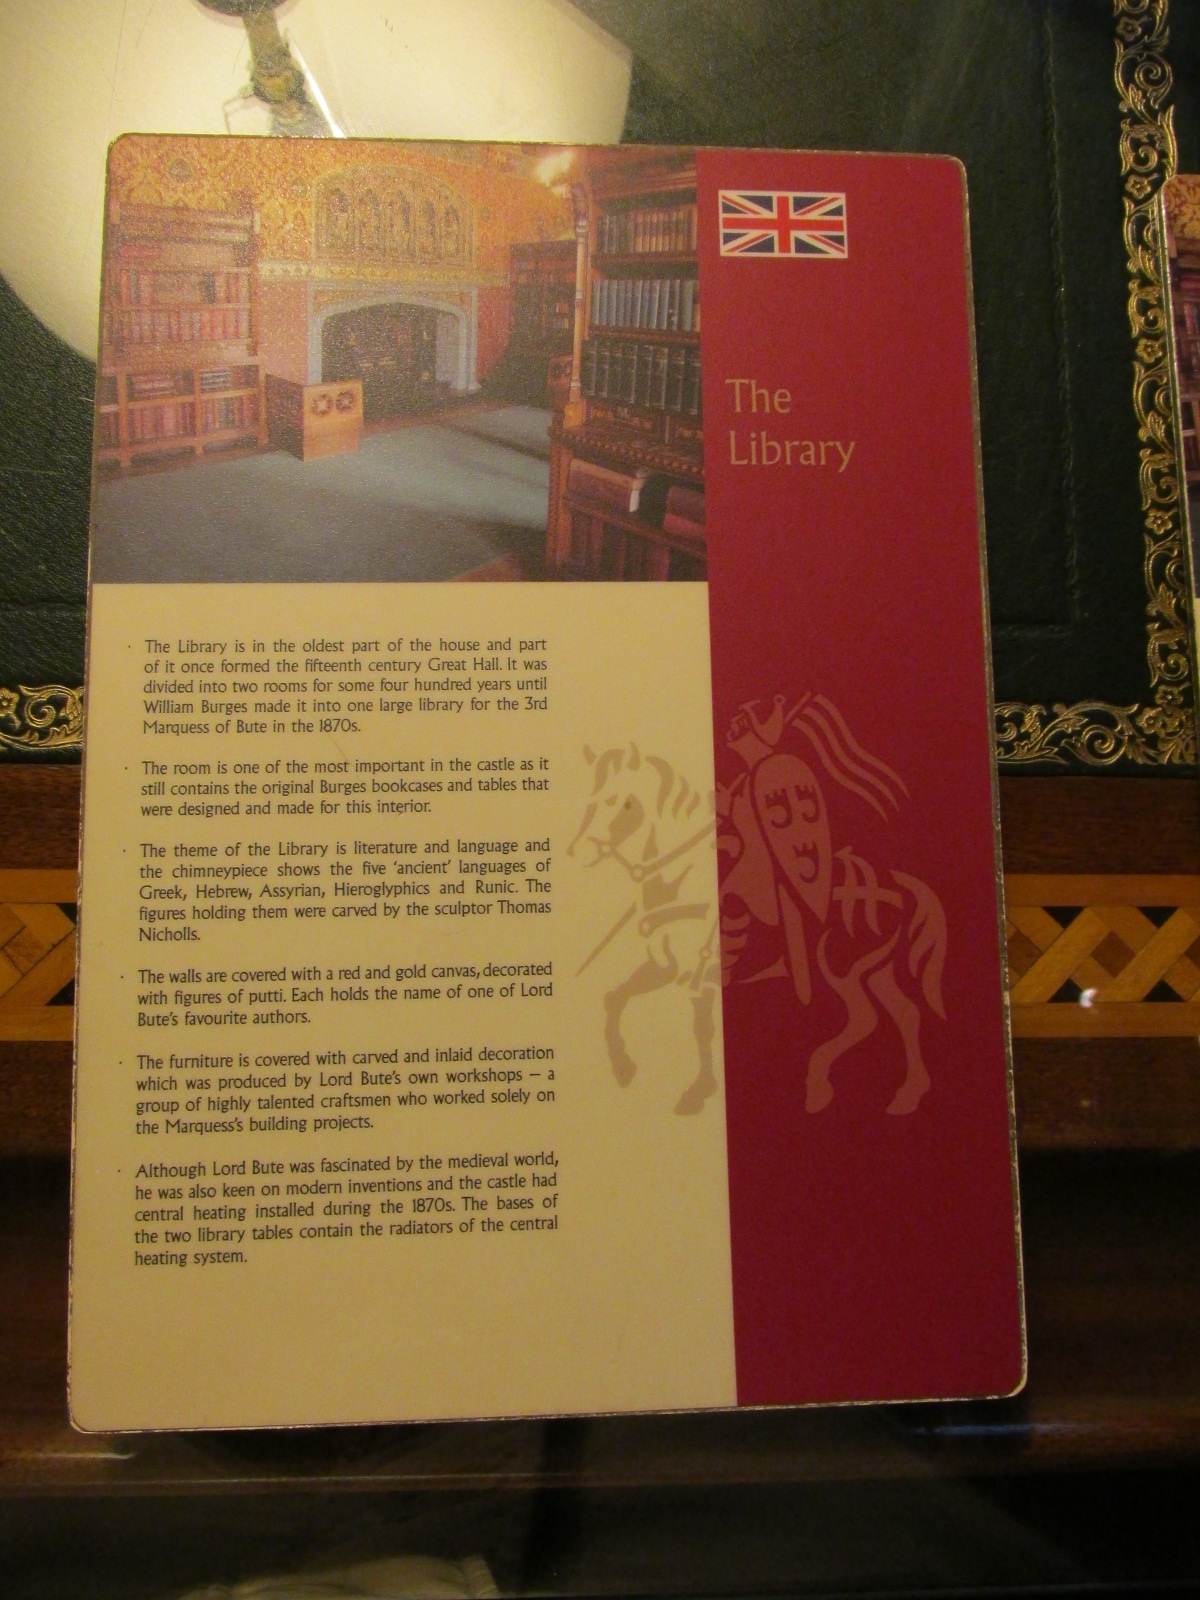 The
Library
· The Library is in the oldest part of the house and part
of it once formed the fifteenth century Great Hall. It was
divided into two rooms for some four hundred years until
William Burges made it into one large library for the 3rd
Marquess of Bute in the 1870s.
· The room is one of the most important in the castle as it
still contains the original Burges bookcases and tables that
were designed and made for this interior.
· The theme of the Library is literature and language and
the chimneypiece shows the five 'ancient' languages of
Greek, Hebrew, Assyrian, Hieroglyphics and Runic. The
figures holding them were carved by the sculptor Thomas
Nicholls.
· The walls are covered with a red and gold canvas, decorated
with figures of putti. Each holds the name of one of Lord
Bute's favourite authors.
· The furniture is covered with carved and inlaid decoration
which was produced by Lord Bute's own workshops – a
group of highly talented craftsmen who worked solely on
the Marquess's building projects.
· Although Lord Bute was fascinated by the medieval world,
he was also keen on modern inventions and the castle had
central heating installed during the 1870s. The bases of
the two library tables contain the radiators of the central
heating system.